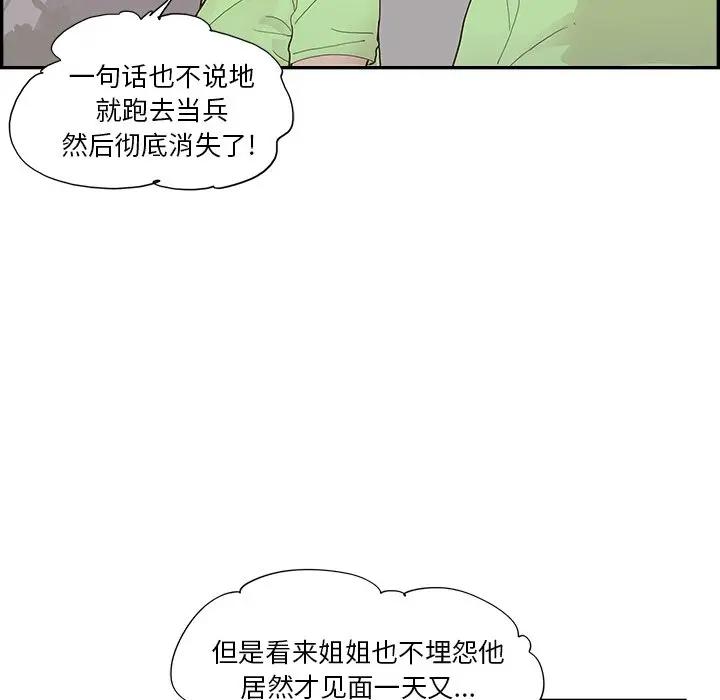 一句话也不说地
就跑去当兵
然后彻底消失了!
但是看来姐姐也不埋怨他
居然才见面一天又...